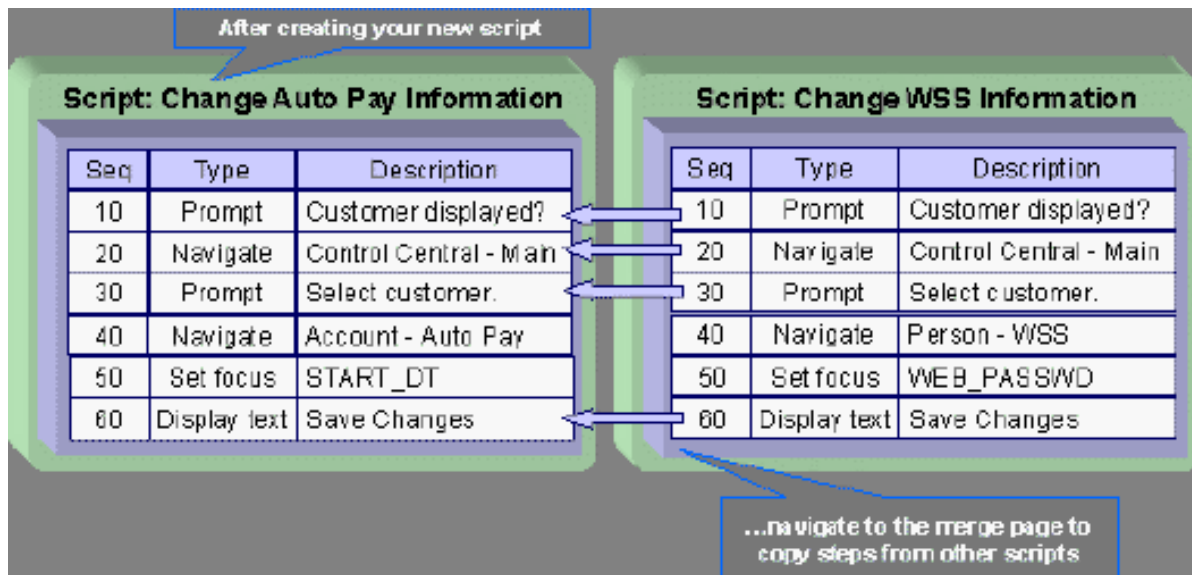 After creating your new script
Script: Change Auto Pay Information
Seq Type Description
10 Prompt Customer displayed?
20 Navigate Control Central - Main
30 Prompt Select customer.
40 Navigate Account - Auto Pay
50 Set focus START_DT
60 Display text Save Changes
Script: Change WSS Information
Seq Type Description
10 Prompt Customer displayed?
20 Navigate Control Central - Main
30 Prompt Select customer.
40 Navigate Person - WSS
50 Set focus WEB_PASSWD
60 Display text Save Changes
...navigate to the merge page to
copy steps from other scripts